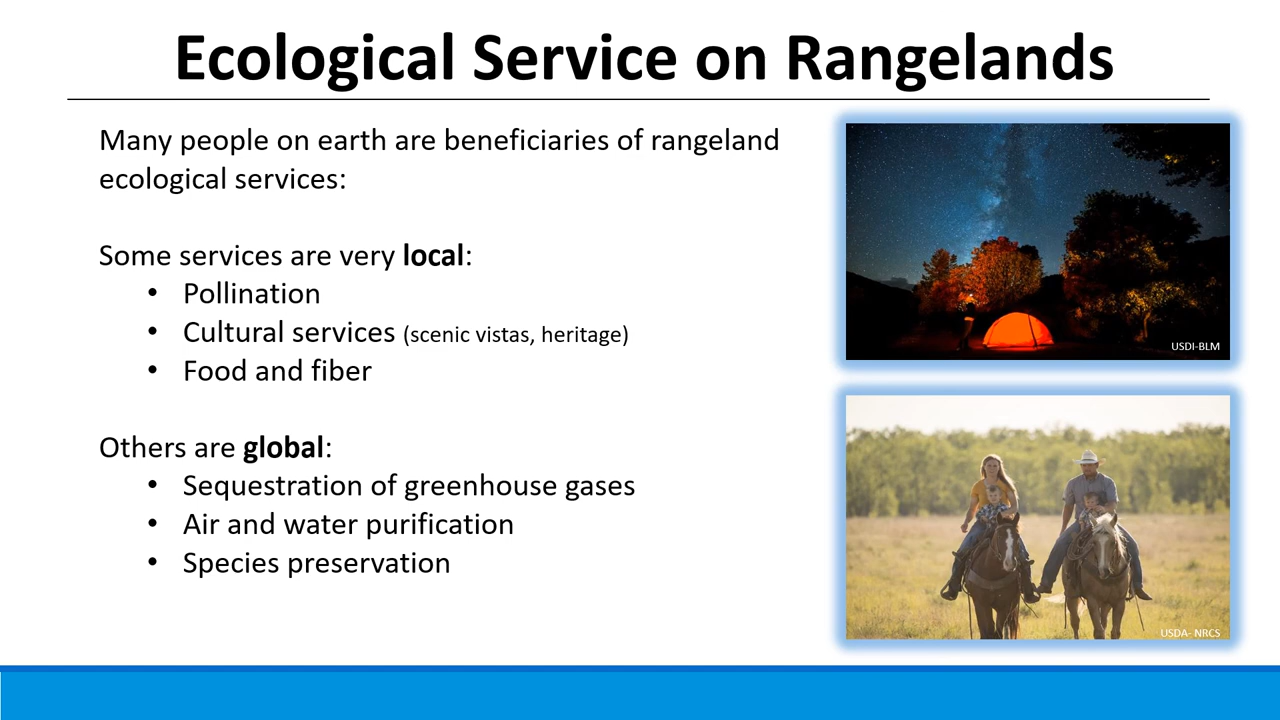 Ecological Service on Rangelands
Many people on earth are beneficiaries of rangeland
ecological services:
Some services are very local:
• Pollination
• Cultural services (scenic vistas, heritage)
• Food and fiber
Others are global:
• Sequestration of greenhouse gases
• Air and water purification
• Species preservation
USDI-BLM
USDA- NRCS